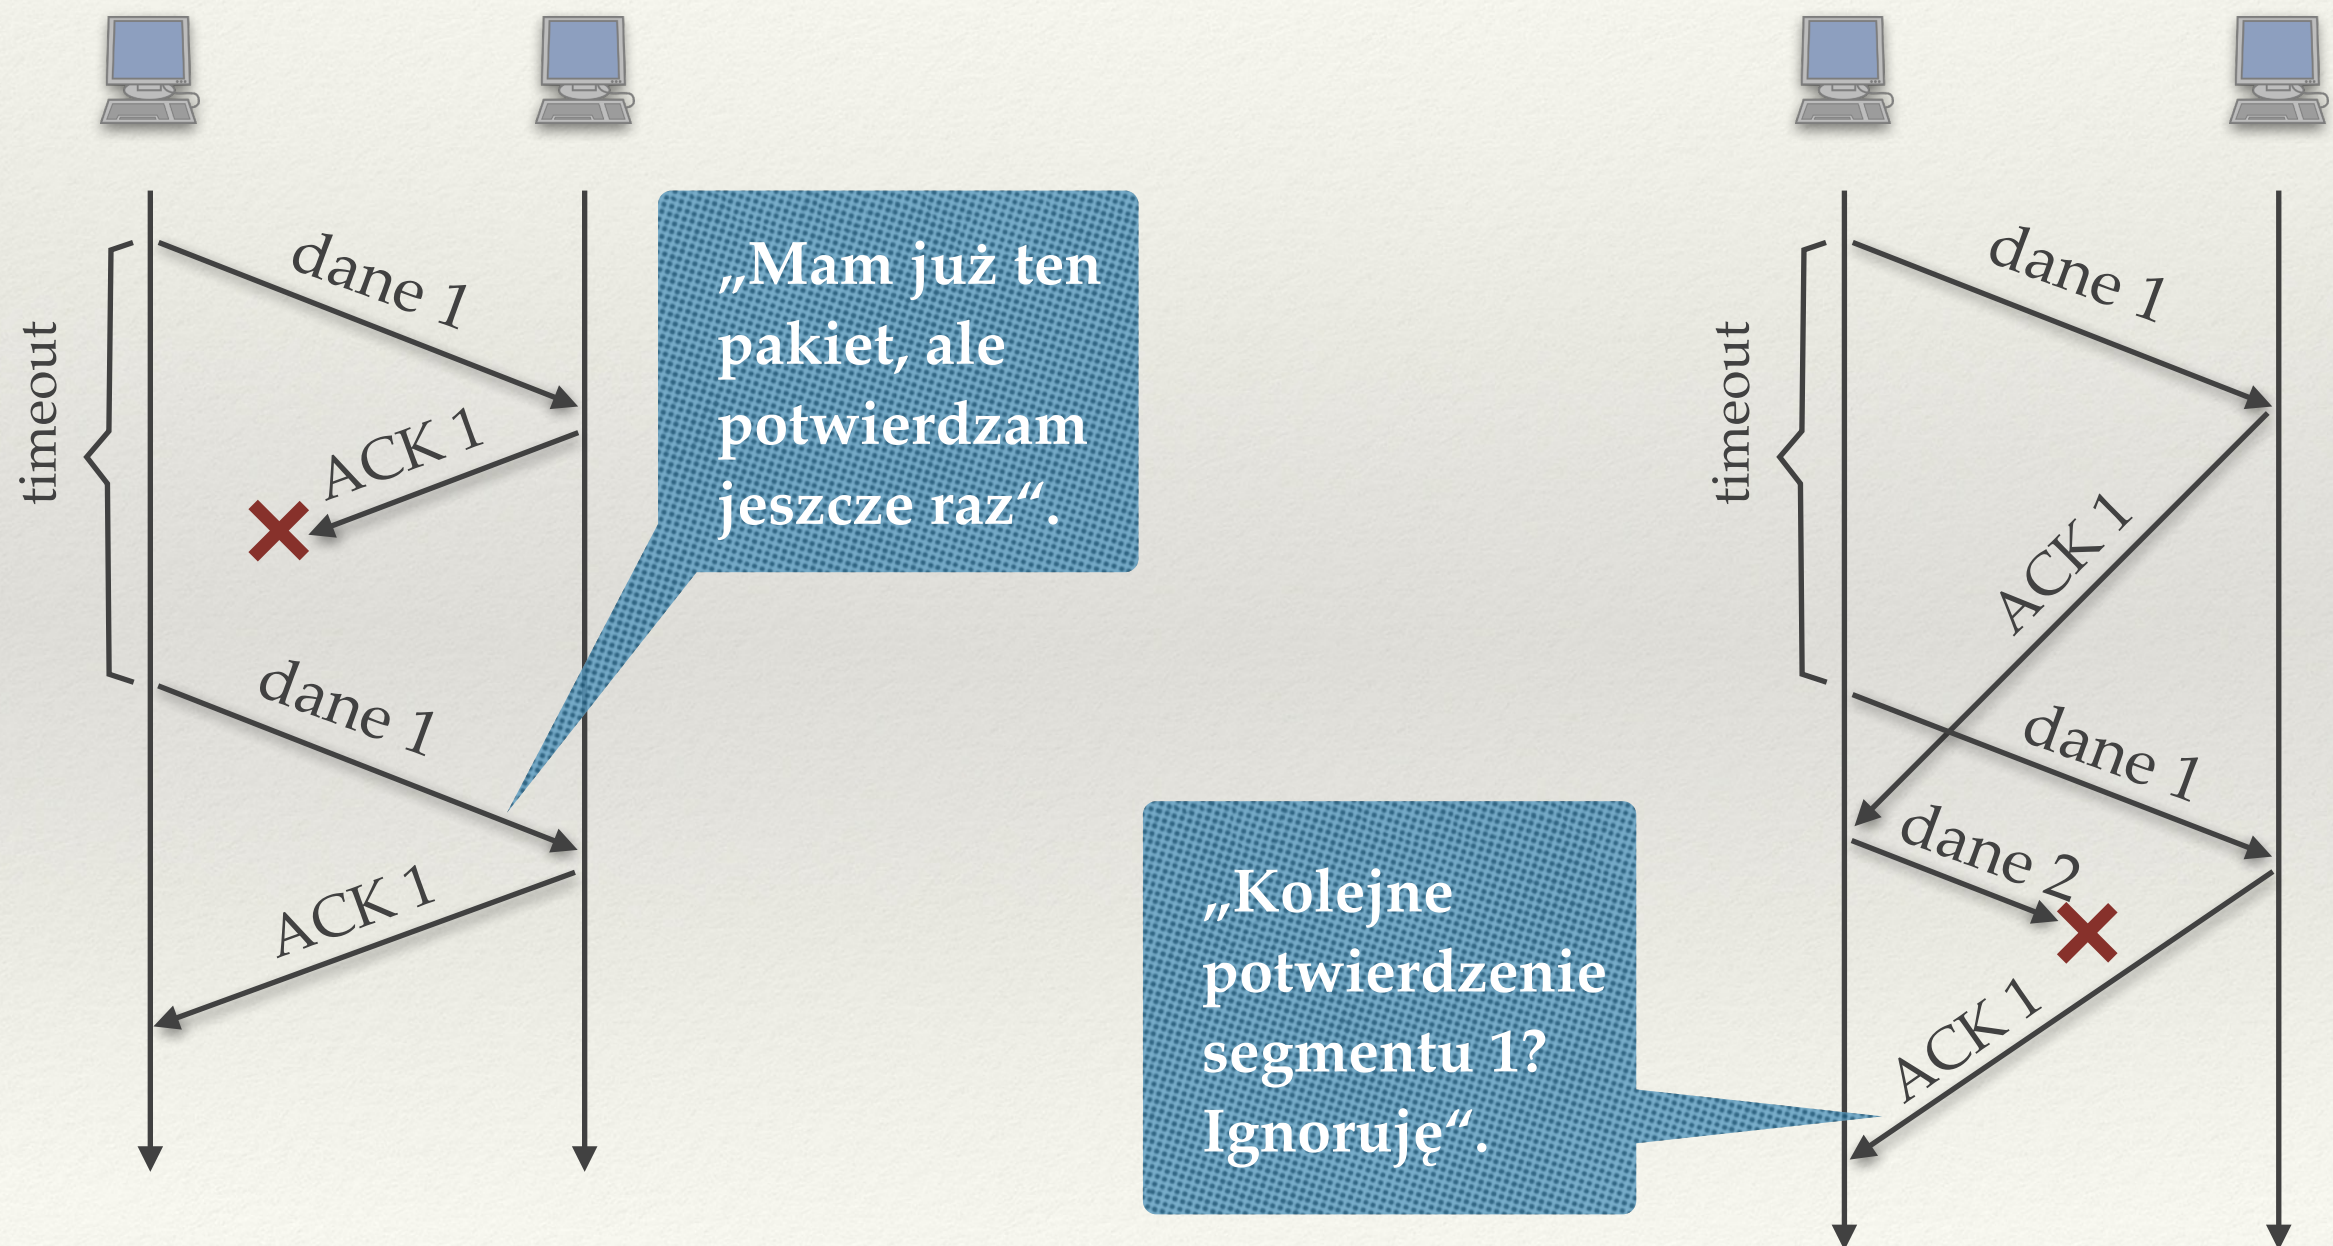 timeout
dane 1
ACK 1
dane 1
ACK 1
„Mam już ten
pakiet, ale
potwierdzam
jeszcze raz“.
timeout
dane 1
ACK 1
dane 1
dane 2
ACK 1
„Kolejne
potwierdzenie
segmentu 1?
Ignoruję“.